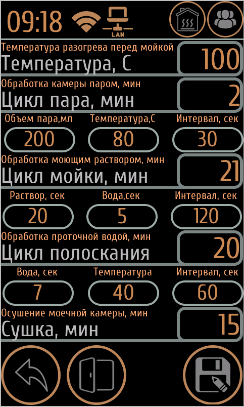 09:18 LAN
Температура разогрева перед мойкой
Температура, С 100
Обработка камеры паром, мин
Цикл пара, мин 2
Объем пара,мл Температура,С Интервал, сек
200 80 30
Обработка моющим раствором, мин
Цикл мойки, мин 21
Раствор, сек Вода,сек Интервал, сек
20 5 120
Обработка проточной водой, мин
Цикл полоскания 20
Вода, сек Температура Интервал, сек
7 40 60
Осушение моечной камеры, мин
Сушка, мин 15